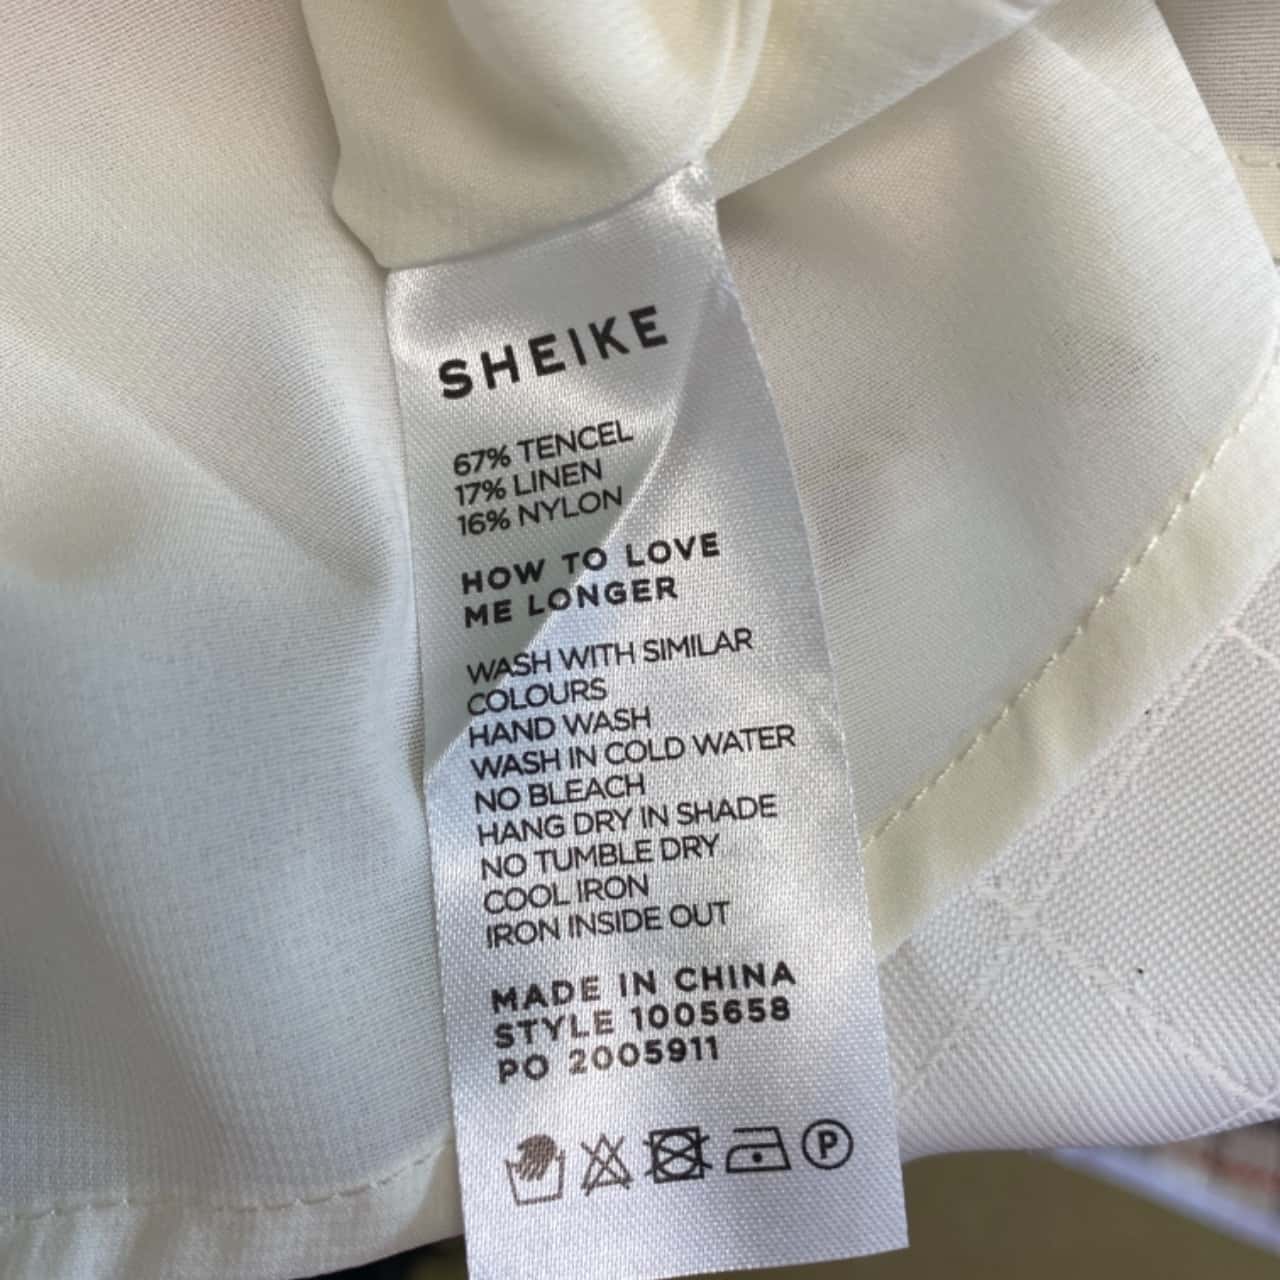 SHEIKE
67% TENCEL
17% LINEN
16% NYLON
HOW TO LOVE
ME LONGER
WASH WITH SIMILAR
COLOURS
HAND WASH
WASH IN COLD WATER
NO BLEACH
HANG DRY IN SHADE
NO TUMBLE DRY
COOL IRON
IRON INSIDE OUT
MADE IN CHINA
STYLE 1005658
PO 2005911
P